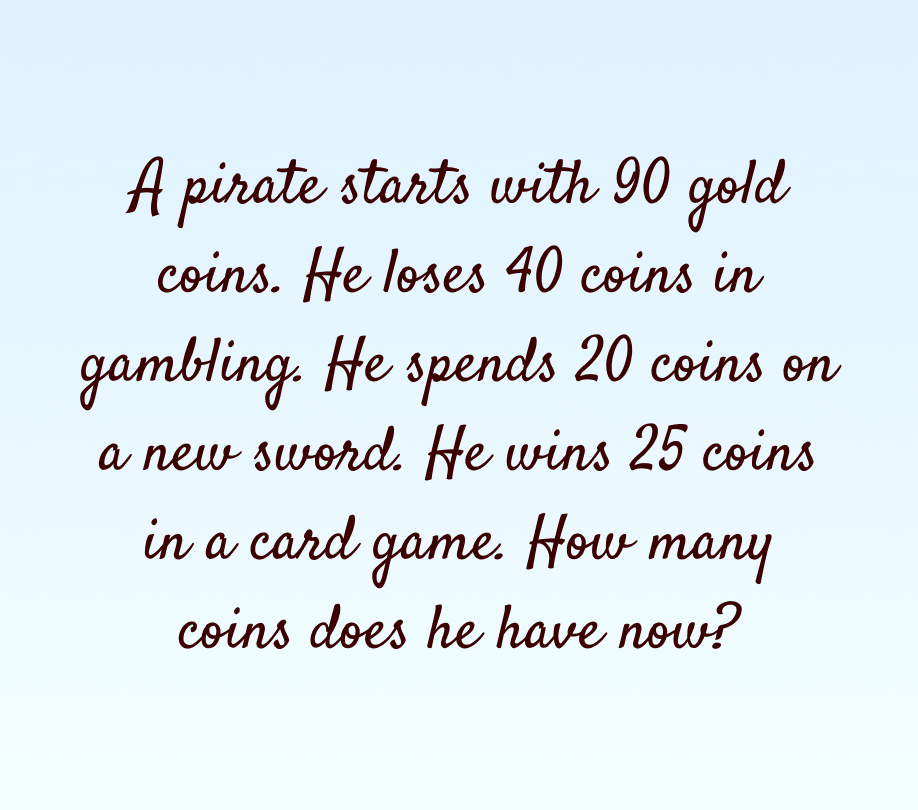 A pirate starts with 90 gold
coins. He loses 40 coins in
gambling. He spends 20 coins on
a new sword. He wins 25 coins
in a card game. How many
coins does he have now?